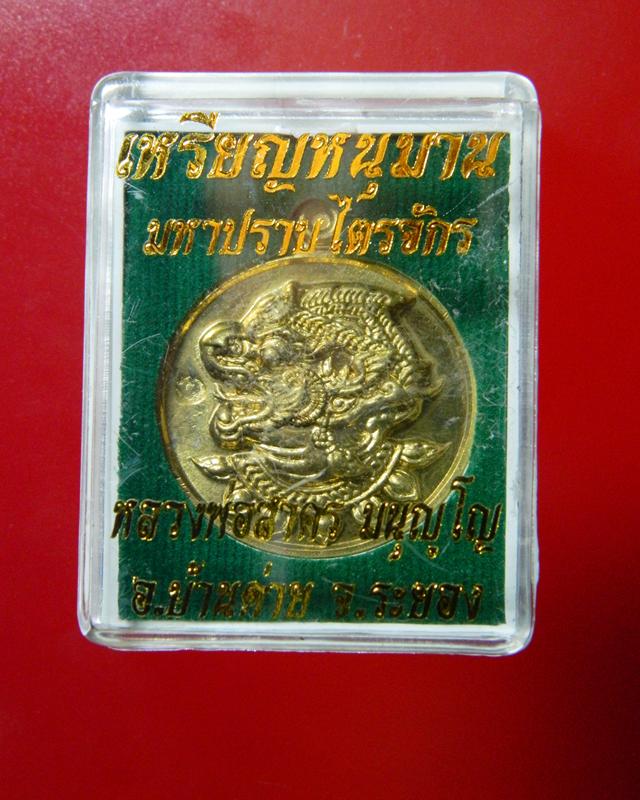 เหรียญหนุมาน
มหาปราบไตรจักร
หลวงพ่อสาคร มนุญฺโญ
อ.บ้านค่าย จ.ระยอง